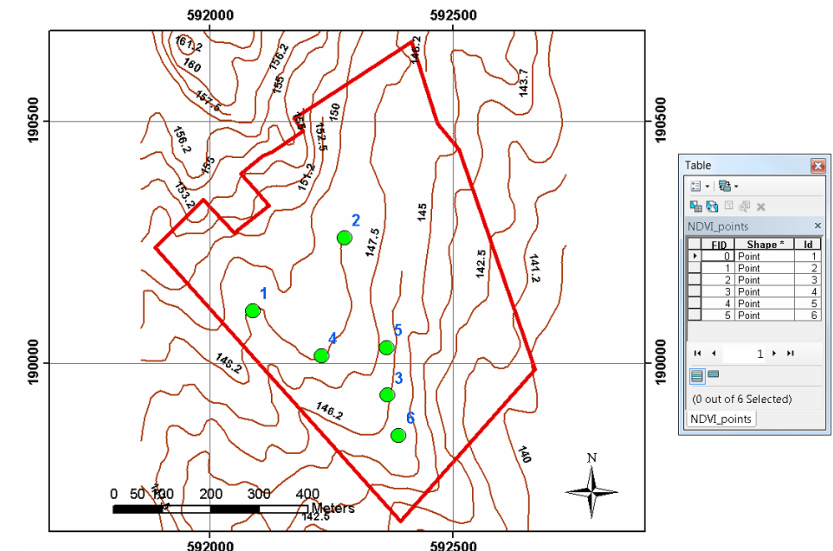 592000 592500
161.2
146.2
156.2
160
143.7
155
157.5
150
190500
190500
155
152.5
156.2
155
151.2
153.2
145
2
147.5
142.5
141.2
1
5
4
190000
190000
148.2
3
146.2
6
140
N
0 50 100 200 300 400
Meters
142.5
592000 592500
Table
NDVI_points ×
FID Shape * Id
0 Point 1
1 Point 2
2 Point 3
3 Point 4
4 Point 5
5 Point 6
1
(0 out of 6 Selected)
NDVI_points